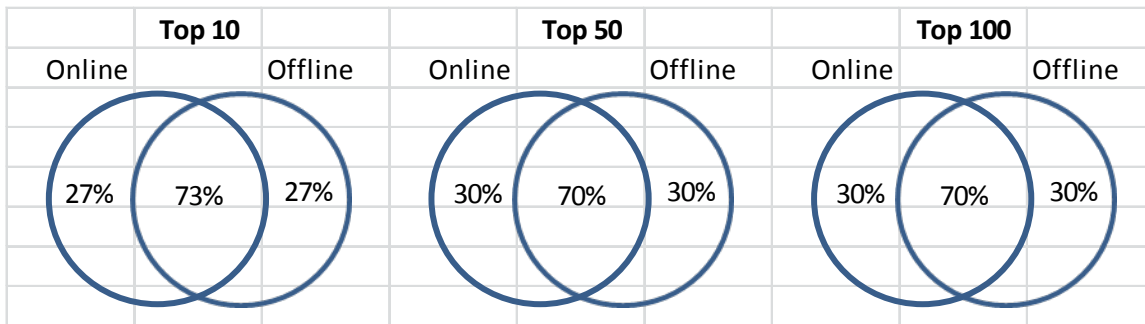 Top 10 Top 50 Top 100
Online Offline Online Offline Online Offline
27% 73% 27% 30% 70% 30% 30% 70% 30%